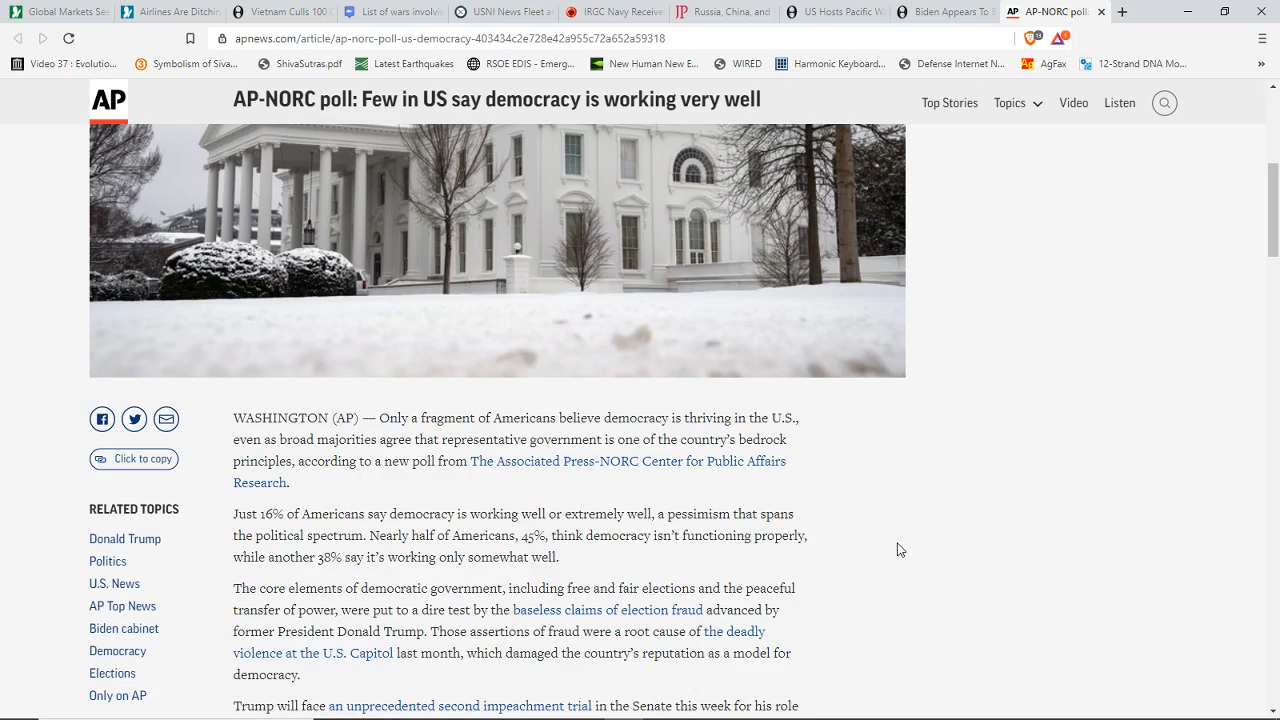 Global Markets See
Airlines Are Ditchin
Vietnam Culls 100,
List of wars involvin
USNI News Fleet a
IRGC Navy Receive
Russia, China, and
US Hits Pacific W
Biden Appears To B
AP-NORC poll:
apnews.com/article/ap-norc-poll-us-democracy-403434c2e728e42a955c72a652a59318
Video 37 : Evolutio...
Symbolism of Siva...
ShivaSutras.pdf
Latest Earthquakes
RSOE EDIS - Emerg...
New Human New E...
WIRED
Harmonic Keyboard...
Defense Internet N...
AgFax
12-Strand DNA Mo...
AP
AP-NORC poll: Few in US say democracy is working very well
Top Stories Topics Video Listen
WASHINGTON (AP) — Only a fragment of Americans believe democracy is thriving in the U.S.,
even as broad majorities agree that representative government is one of the country's bedrock
principles, according to a new poll from The Associated Press-NORC Center for Public Affairs
Research.
Just 16% of Americans say democracy is working well or extremely well, a pessimism that spans
the political spectrum. Nearly half of Americans, 45%, think democracy isn't functioning properly,
while another 38% say it's working only somewhat well.
The core elements of democratic government, including free and fair elections and the peaceful
transfer of power, were put to a dire test by the baseless claims of election fraud advanced by
former President Donald Trump. Those assertions of fraud were a root cause of the deadly
violence at the U.S. Capitol last month, which damaged the country's reputation as a model for
democracy.
Trump will face an unprecedented second impeachment trial in the Senate this week for his role
Click to copy
RELATED TOPICS
Donald Trump
Politics
U.S. News
AP Top News
Biden cabinet
Democracy
Elections
Only on AP